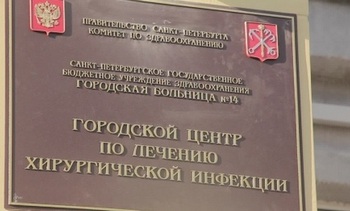 ПРАВИТЕЛЬСТВО САНКТ-ПЕТЕРБУРГА
КОМИТЕТ ПО ЗДРАВООХРАНЕНИЮ
САНКТ-ПЕТЕРБУРГСКОЕ ГОСУДАРСТВЕННОЕ
БЮДЖЕТНОЕ УЧРЕЖДЕНИЕ ЗДРАВООХРАНЕНИЯ
ГОРОДСКАЯ БОЛЬНИЦА №14
ГОРОДСКОЙ ЦЕНТР
ПО ЛЕЧЕНИЮ
ХИРУРГИЧЕСКОЙ ИНФЕКЦИИ